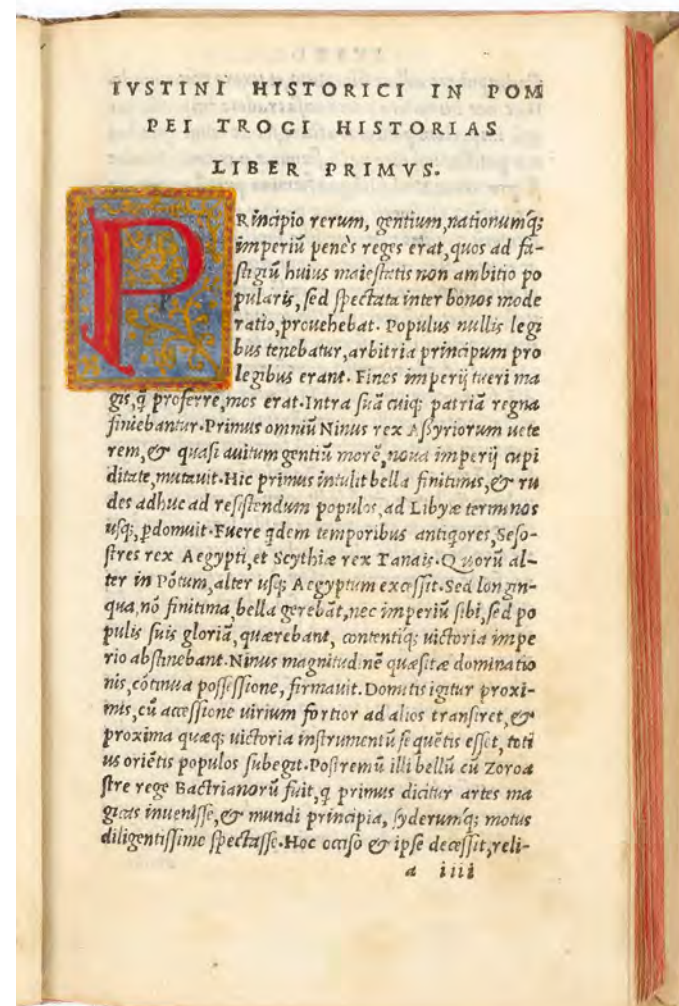 IVSTINI HISTORICI IN POM
PEI TROGI HISTORIAS
LIBER PRIMVS.
PRincipio rerum, gentium, nationumq;
imperiũ penès reges erat, quos ad fa-
stigiũ huius maiestatis non ambitio po
pularis, sed spectata inter bonos mode
ratio, prouehebat. Populus nullis legi
bus tenebatur, arbitria principum pro
legibus erant. Fines imperij tueri ma
gis, q̃ proferre, mos erat. Intra suã cuiq; patriã regna
finiebantur. Primus omniũ Ninus rex Assyriorum uete
rem, & quasi auitum gentiũ morẽ, noua imperij cupi
ditate, mutauit. Hic primus intulit bella finitimis, & ru
des adhuc ad resistendum populos, ad Libyæ terminos
usq;, ꝑdomuit. Fuere qdem temporibus antiqores, Seso-
stres rex Aegypti, et Scythiæ rex Tanais. Quorũ al-
ter in Põtum, alter usq; Aegyptum excessit. Sed longin-
qua, nõ finitima, bella gerebãt, nec imperiũ sibi, sed po
pulis suis gloriã, quærebant, contentiq; uictoria impe
rio abstinebant. Ninus magnitudinẽ quæsitæ dominatio
nis, cõtinua possessione, firmauit. Domitis igitur proxi-
mis, cũ accessione uirium fortior ad alios transiret, &
proxima quæq; uictoria instrumentũ sequẽtis esset, toti
us oriẽtis populos subegit. Postremũ illi bellũ cũ Zoroa
stre rege Bactrianorũ fuit, q primus dicitur artes ma
gicas inuenisse, & mundi principia, syderumq; motus
diligentissime spectasse. Hoc occiso & ipse decessit, reli-
a iiii